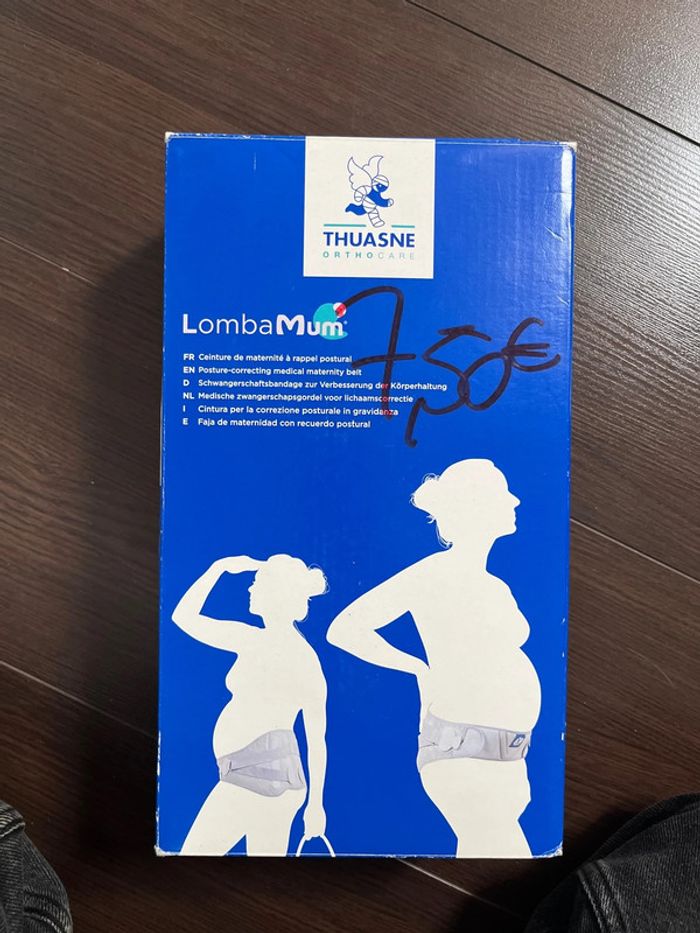 THUASNE
ORTHOCARE
LombaMum®
7,50€
FR Ceinture de maternité à rappel postural
EN Posture-correcting medical maternity belt
D Schwangerschaftsbandage zur Verbesserung der Körperhaltung
NL Medische zwangerschapsgordel voor lichaamscorrectie
I Cintura per la correzione posturale in gravidanza
E Faja de maternidad con recuerdo postural